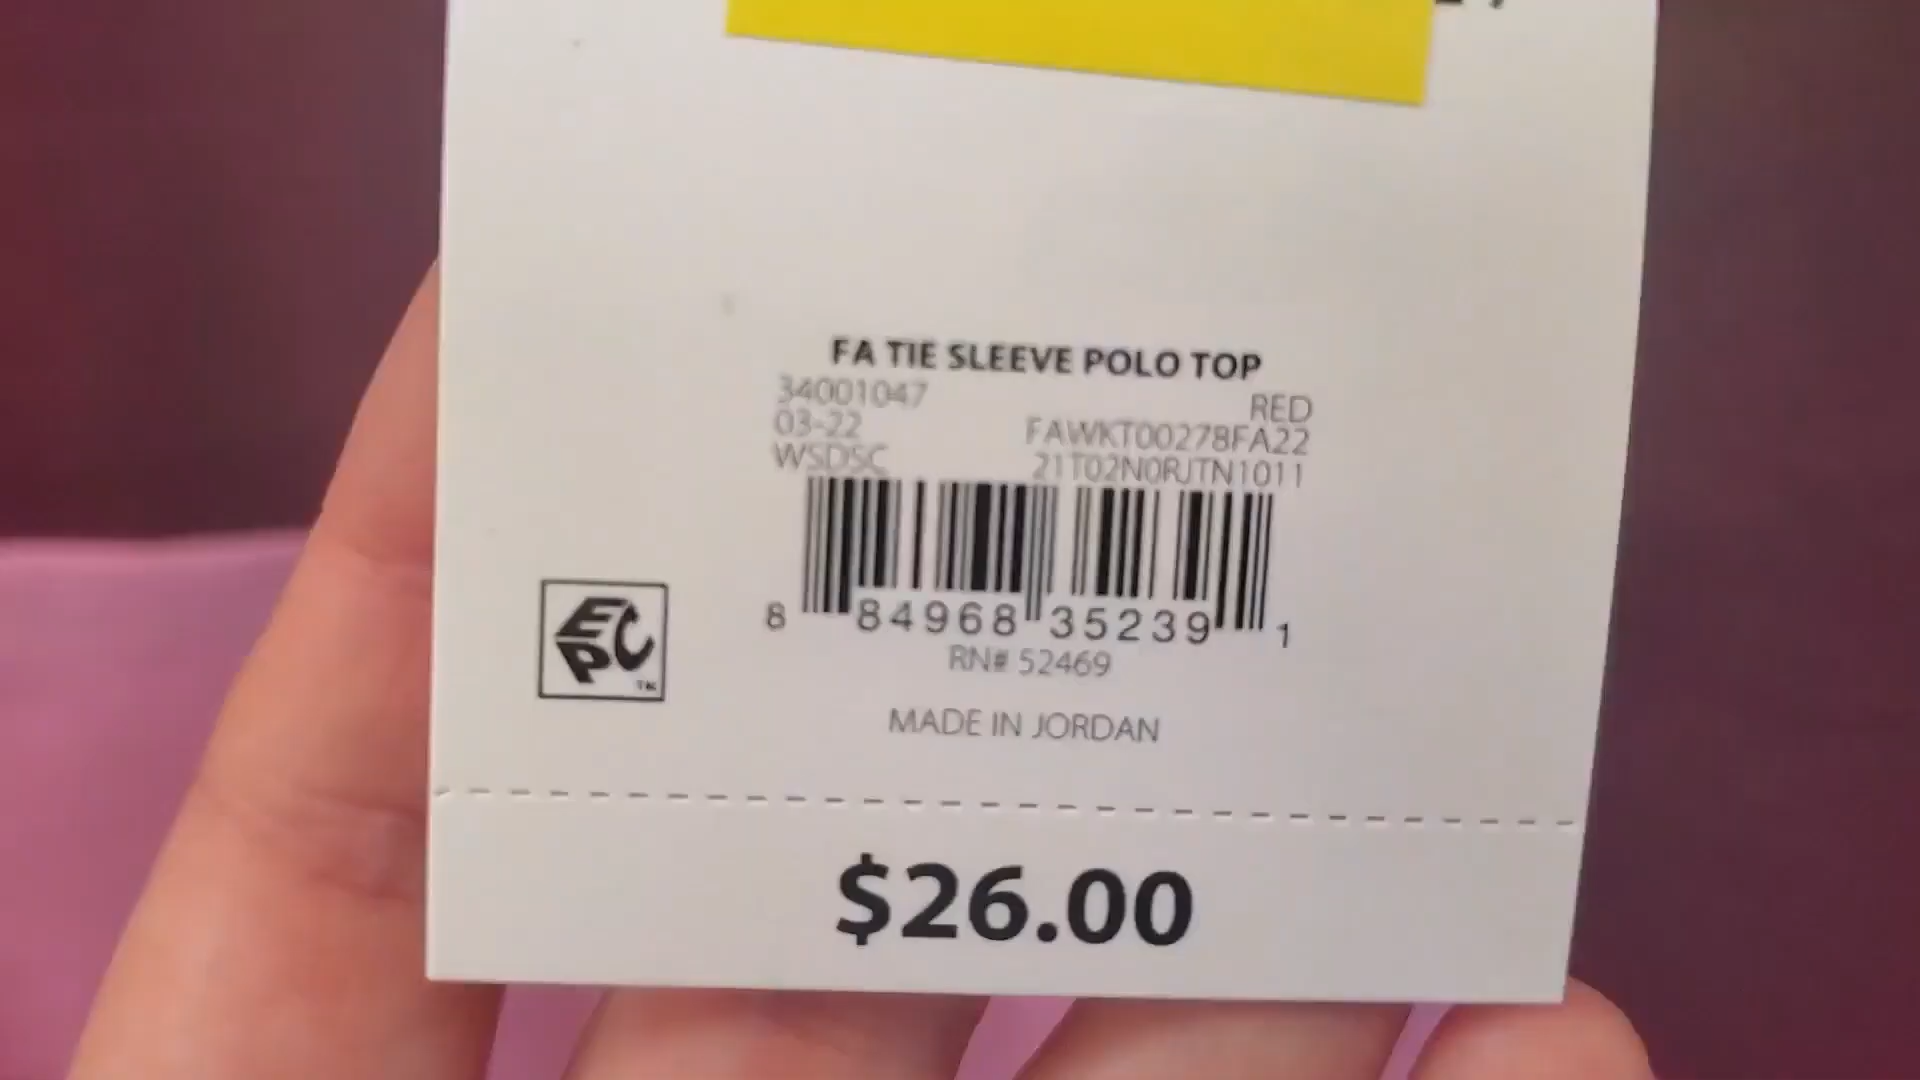 FA TIE SLEEVE POLO TOP
34001047 RED
03-22 FAWKT00278FA22
WSDSC 21T02N0RJTN1011
8 84968 35239 1
RN# 52469
EPC TM
MADE IN JORDAN
$26.00